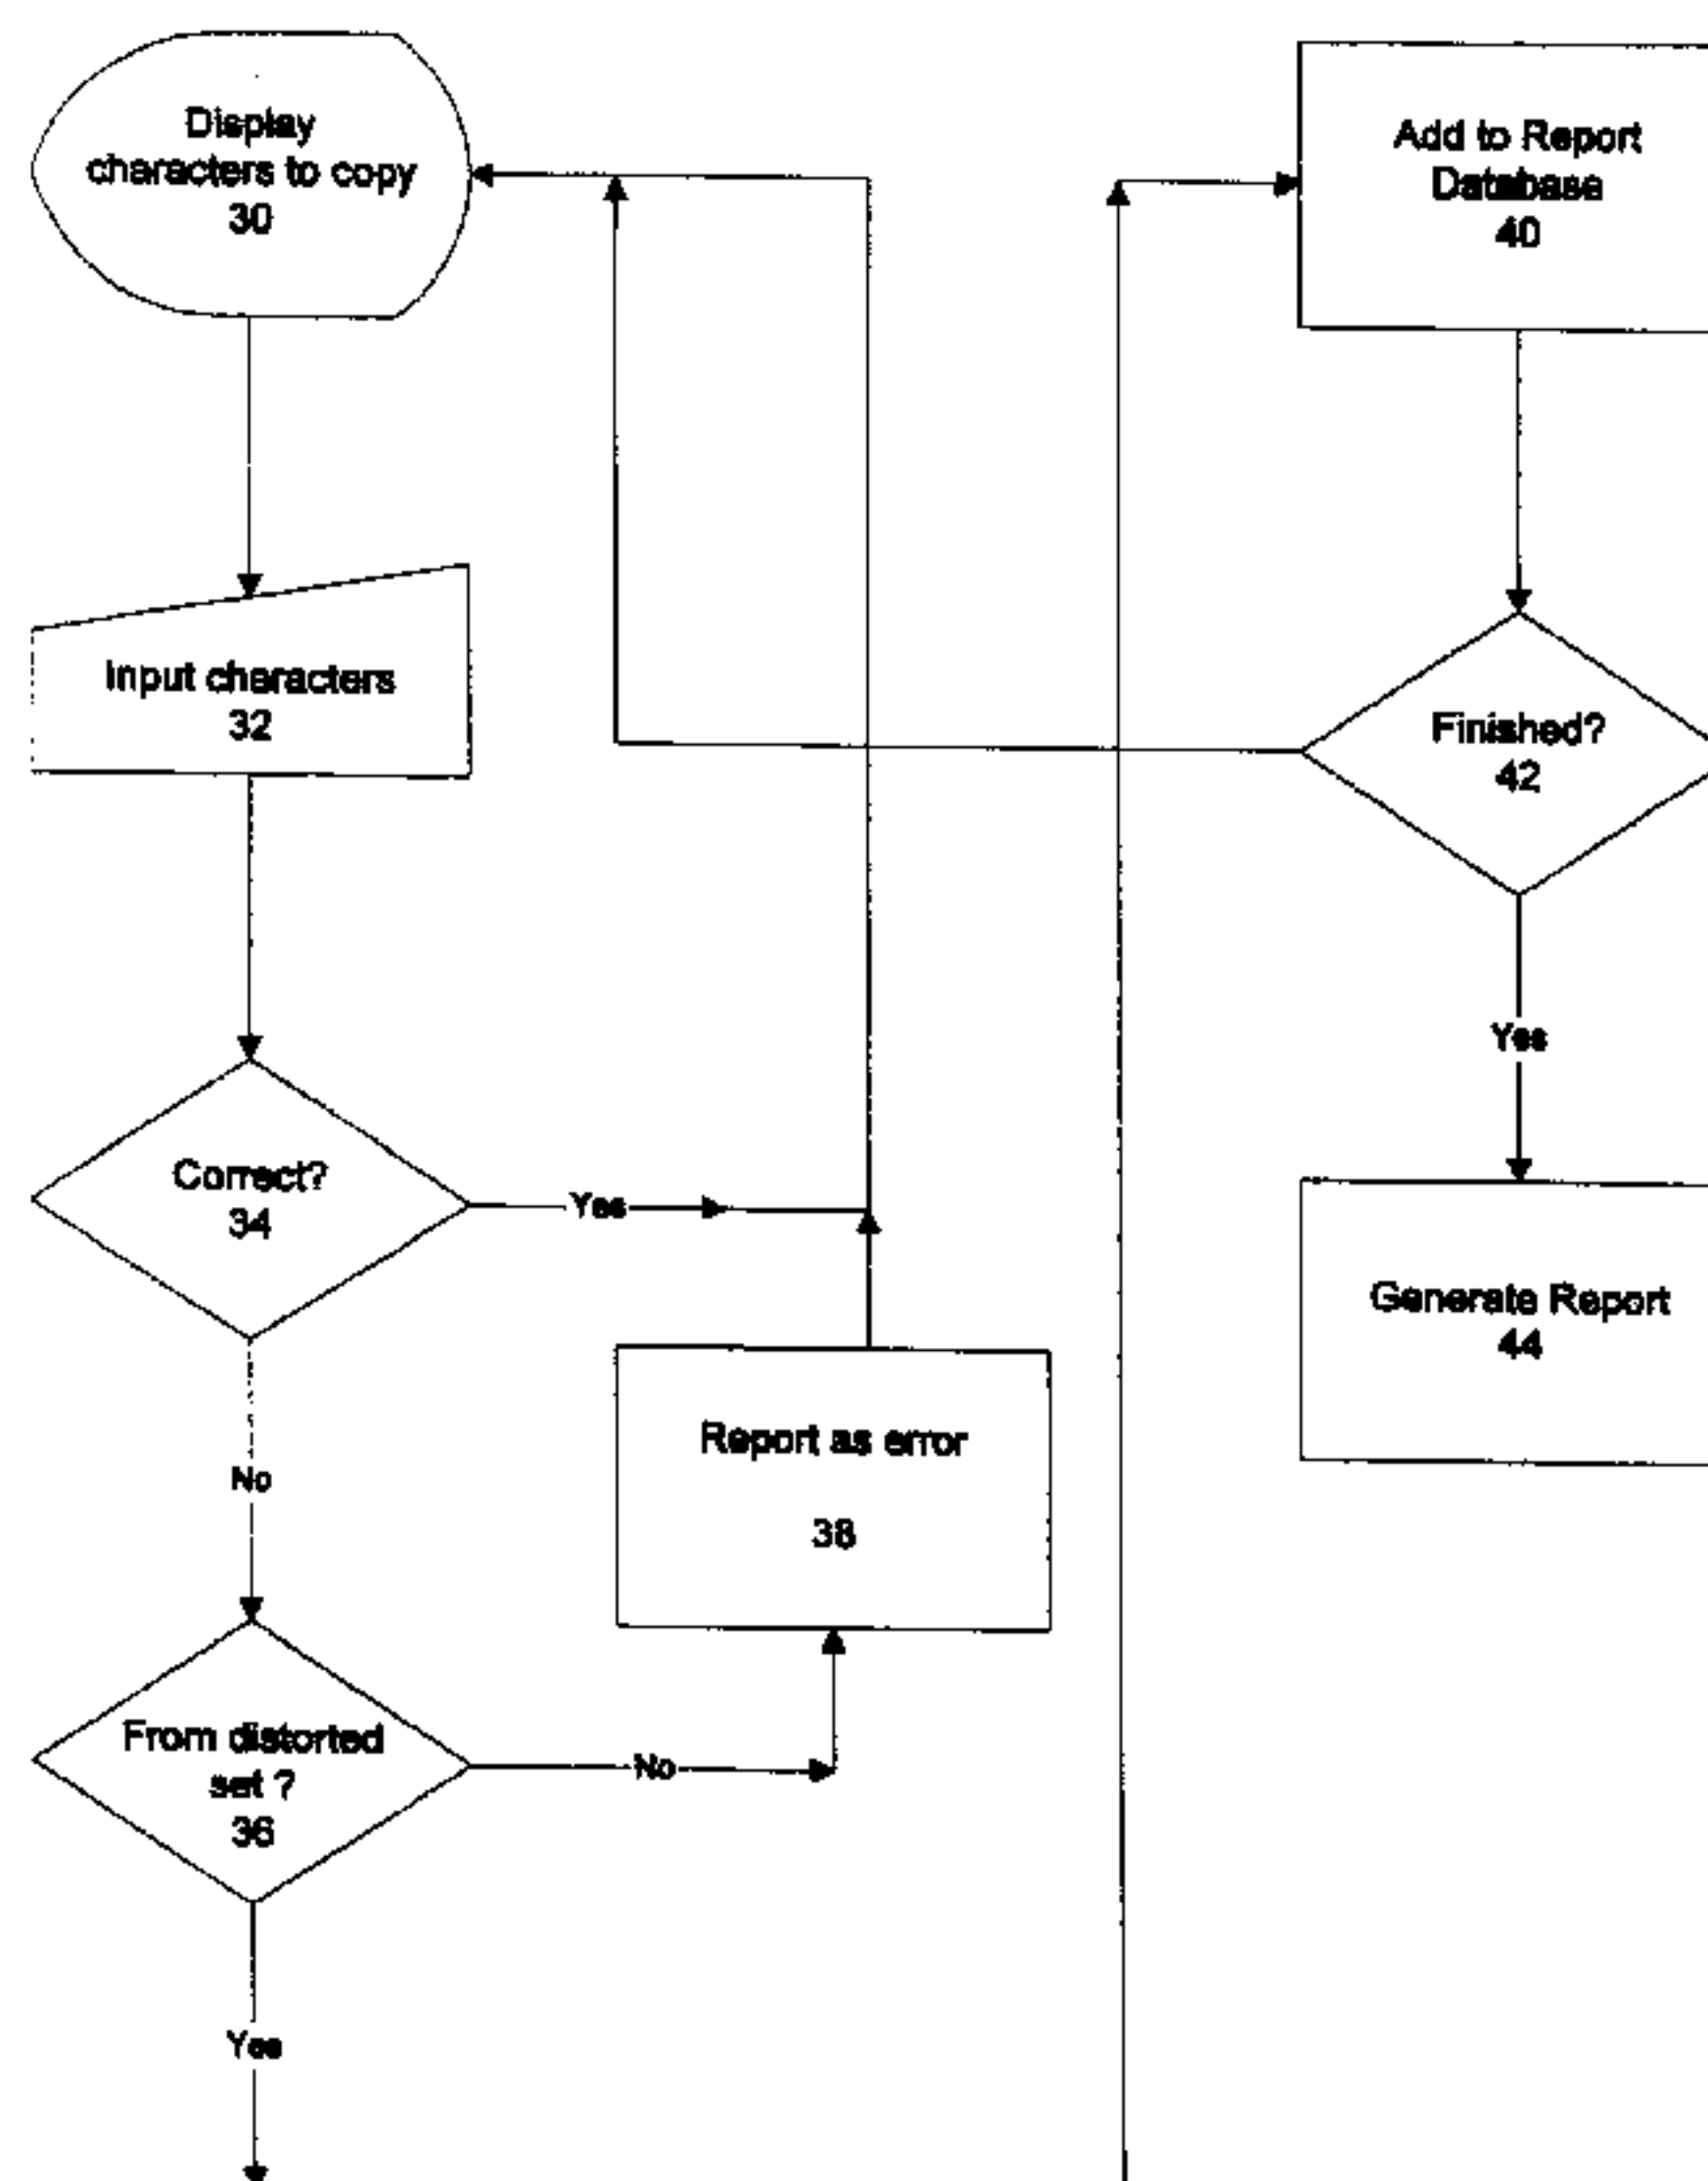 Display
characters to copy
30
Input characters
32
Correct?
34
Yes
No
Report as error
38
From distorted
set ?
36
No
Yes
Add to Report
Database
40
Finished?
42
Yes
Generate Report
44